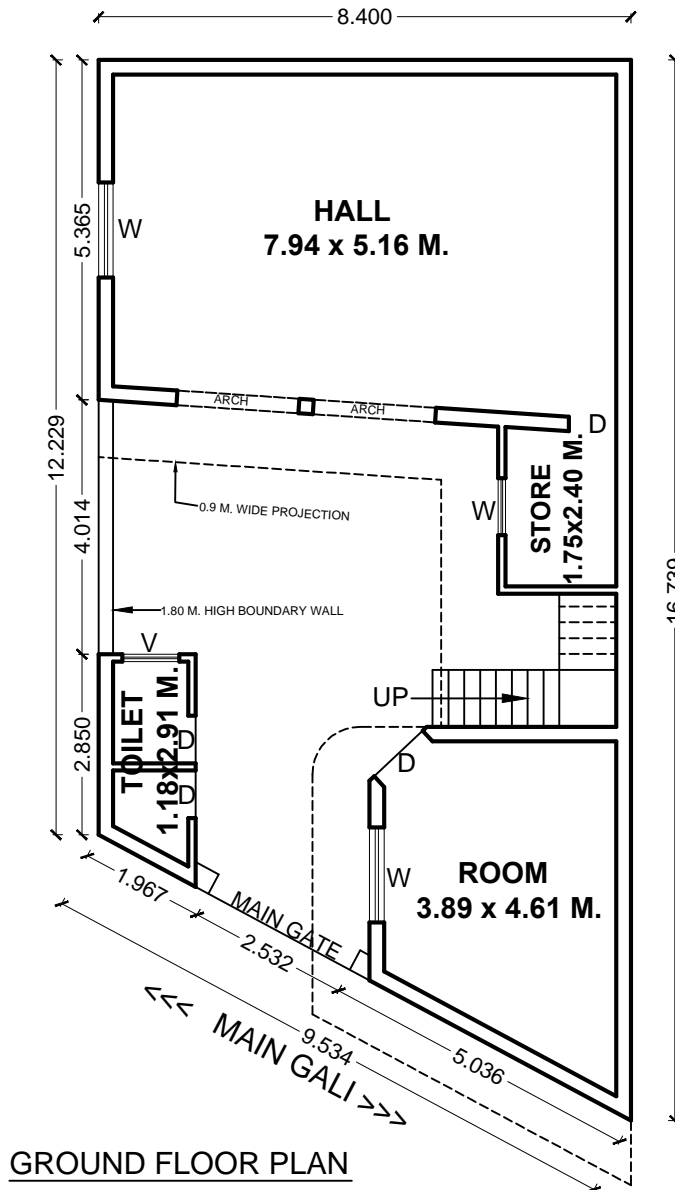 8.400
HALL
7.94 x 5.16 M.
W
5.365
12.229
ARCH
ARCH
D
STORE
1.75x2.40 M.
W
0.9 M. WIDE PROJECTION
4.014
16.739
1.80 M. HIGH BOUNDARY WALL
V
UP
TOILET
1.18x2.91 M.
D
D
2.850
D
W
ROOM
3.89 x 4.61 M.
1.967
MAIN GATE
2.532
5.036
9.534
<<< MAIN GALI >>>
GROUND FLOOR PLAN